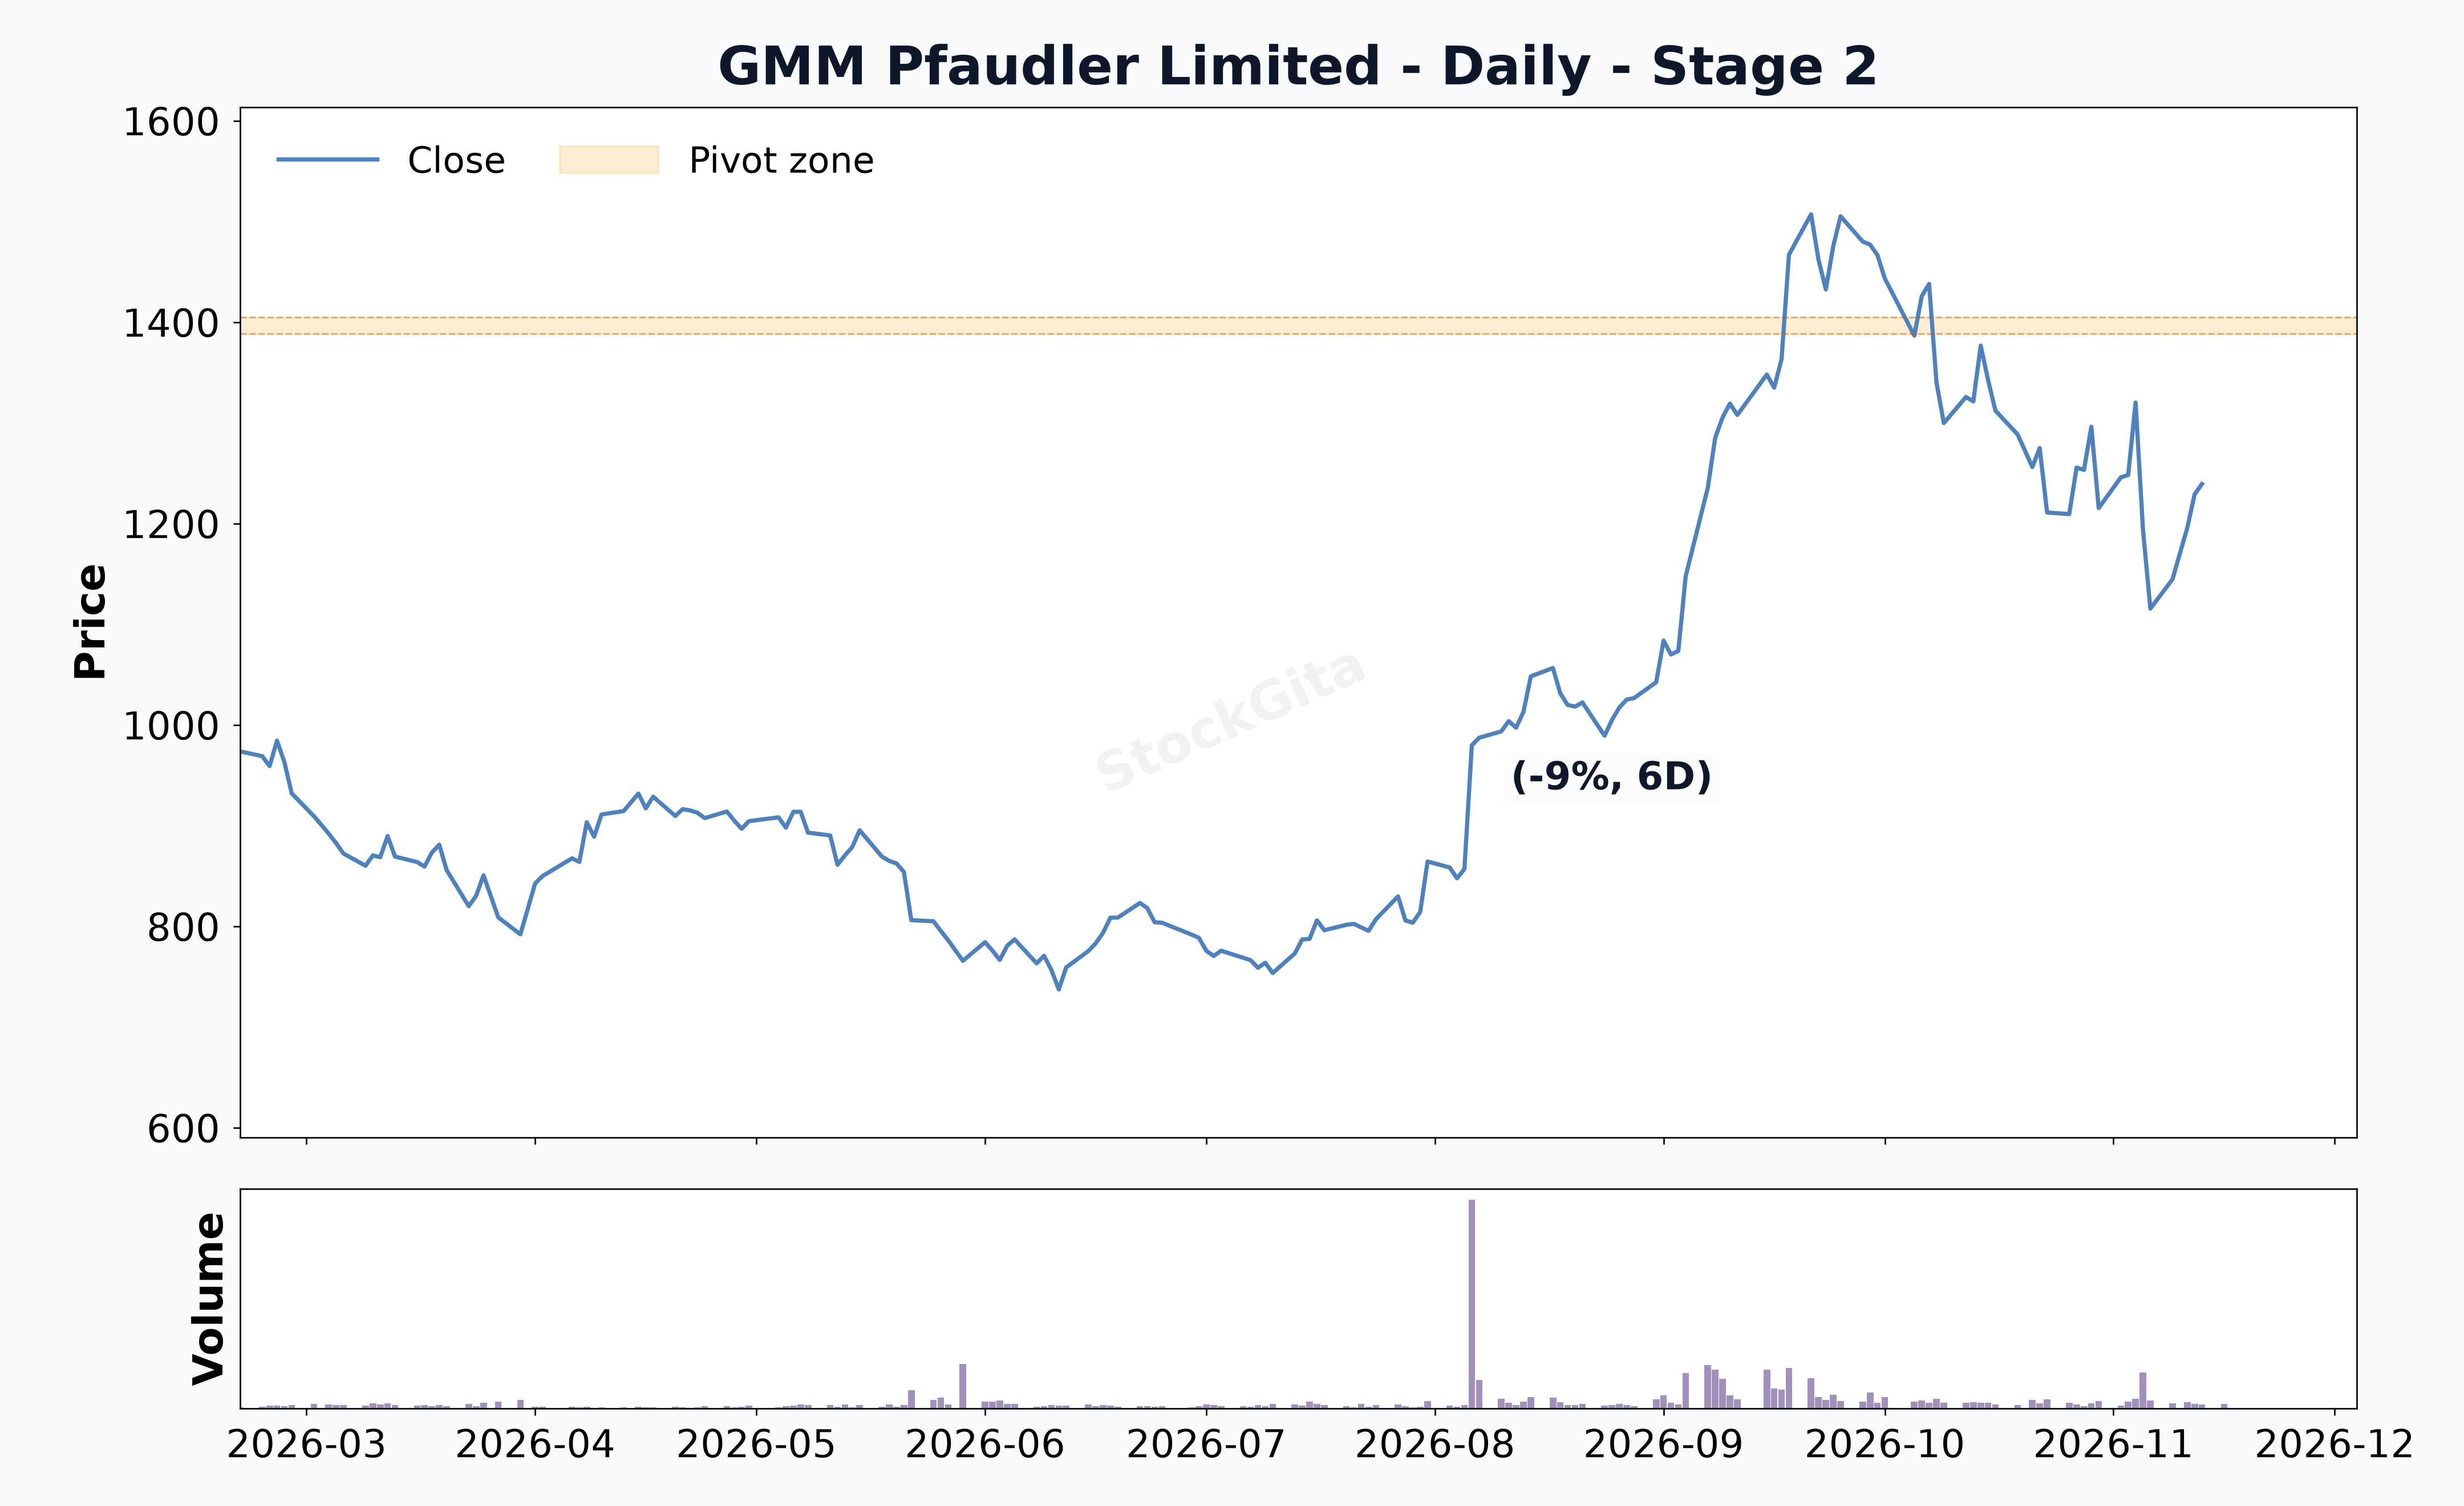 GMM Pfaudler Limited - Daily - Stage 2
1600
Close
Pivot zone
1400
1200
Price
1000
StockGita
(-9%, 6D)
800
600
Volume
2026-03
2026-04
2026-05
2026-06
2026-07
2026-08
2026-09
2026-10
2026-11
2026-12